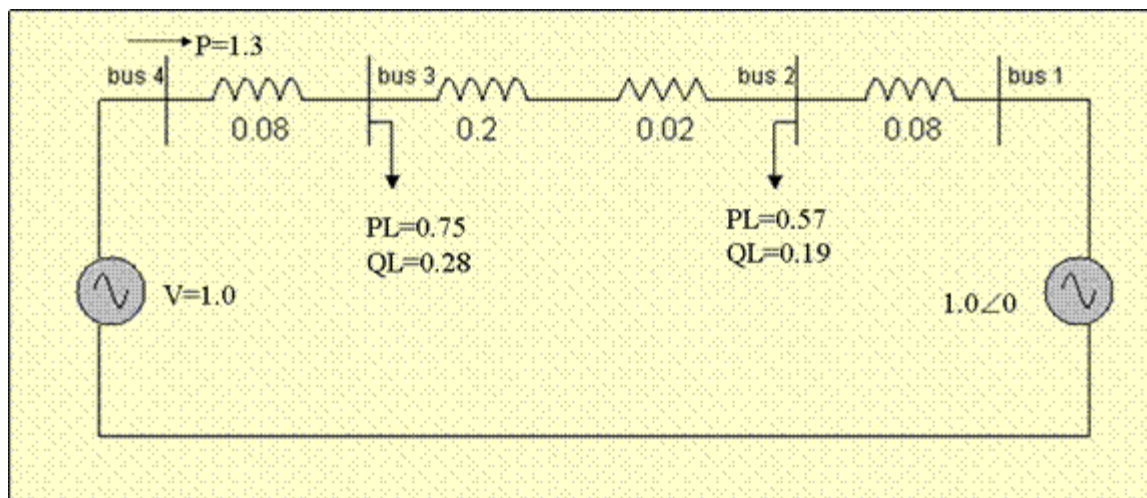 P=1.3
bus 4
bus 3
bus 2
bus 1
0.08
0.2
0.02
0.08
PL=0.75
QL=0.28
PL=0.57
QL=0.19
V=1.0
1.0∠0